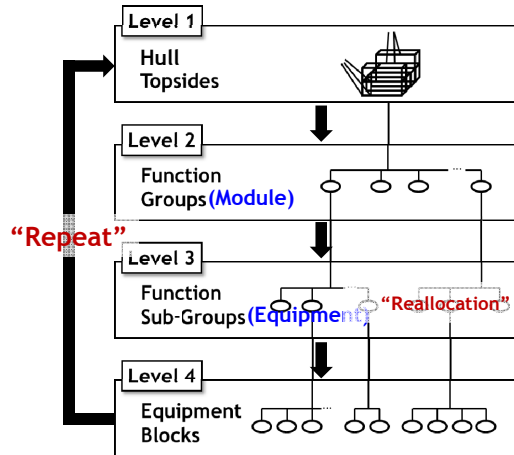 Level 1
Hull
Topsides
Level 2
Function
Groups(Module)
...
"Repeat"
Level 3
Function
Sub-Groups(Equipment)
"Reallocation"
Level 4
Equipment
Blocks
...